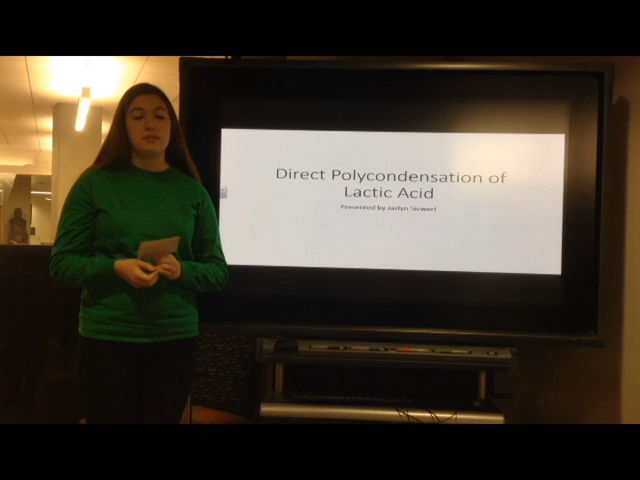 Direct Polycondensation of
Lactic Acid
Presented by Jaclyn Siewert